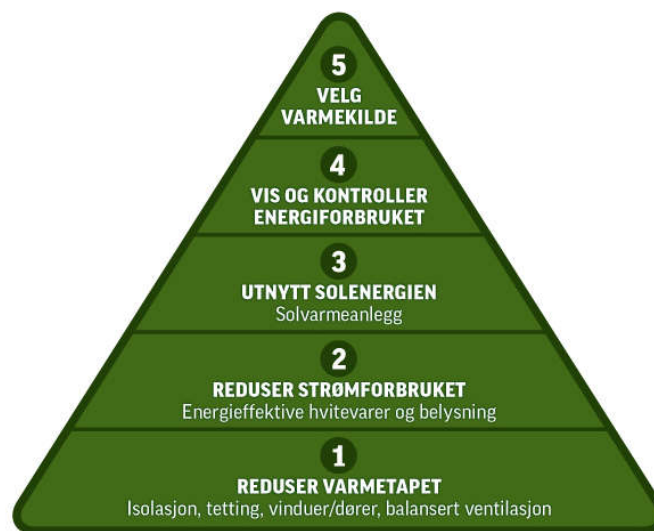 5
VELG
VARMEKILDE
4
VIS OG KONTROLLER
ENERGIFORBRUKET
3
UTNYTT SOLENERGIEN
Solvarmeanlegg
2
REDUSER STRØMFORBRUKET
Energieffektive hvitevarer og belysning
1
REDUSER VARMETAPET
Isolasjon, tetting, vinduer/dører, balansert ventilasjon